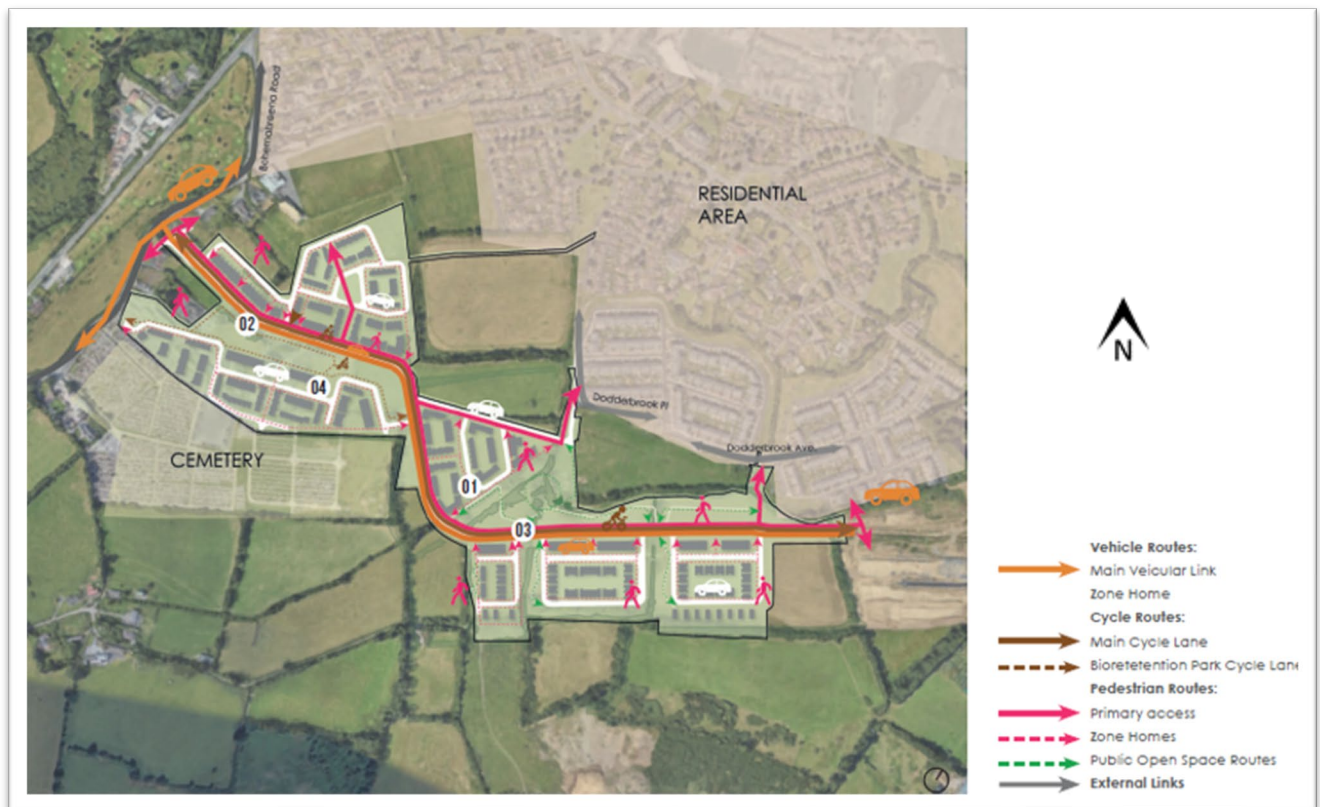 Bohernabreena Road
RESIDENTIAL
AREA
02
04
Dodderbrook Pl
CEMETERY
Dodderbrook Ave.
01
03
N
Vehicle Routes:
Main Veicular Link
Zone Home
Cycle Routes:
Main Cycle Lane
Bioretetention Park Cycle Lane
Pedestrian Routes:
Primary access
Zone Homes
Public Open Space Routes
External Links